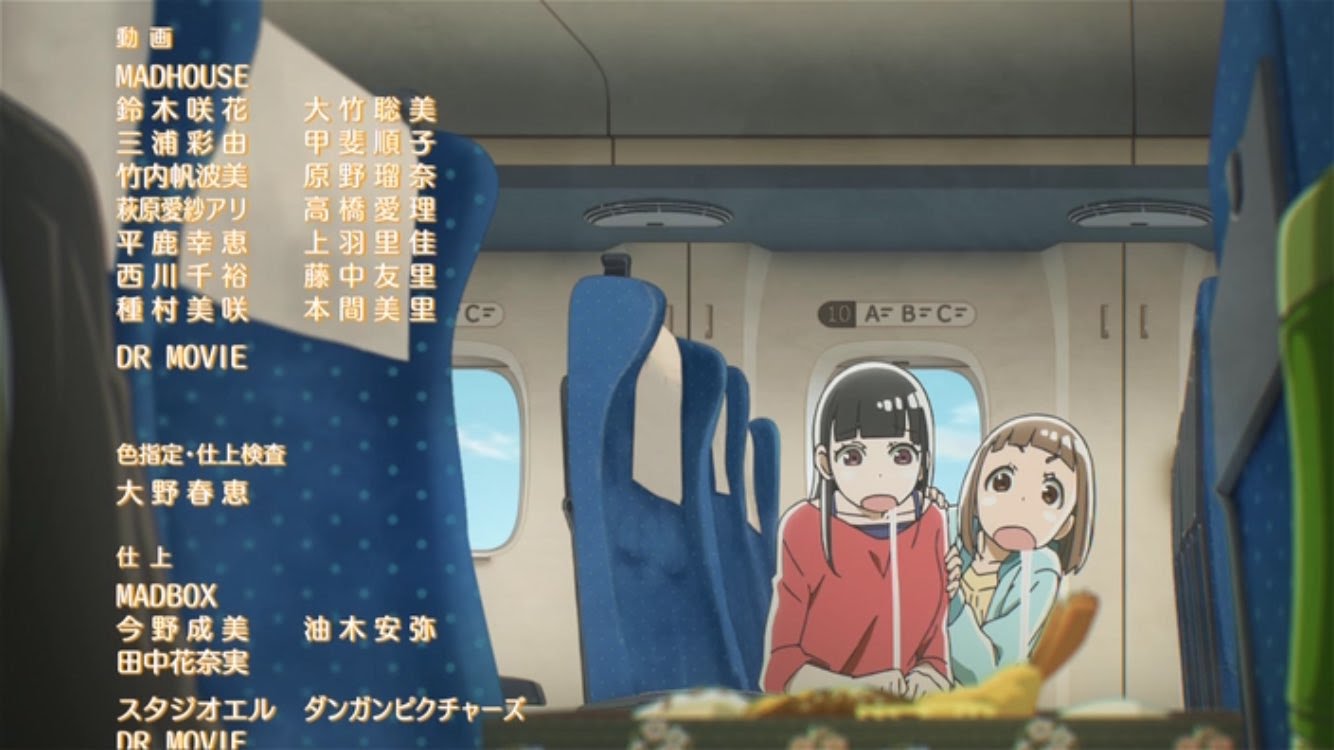 動画
MADHOUSE
鈴木咲花 大竹聡美
三浦彩由 甲斐順子
竹内帆波美 原野瑠奈
萩原愛紗アリ 高橋愛理
平鹿幸恵 上羽里佳
西川千裕 藤中友里
種村美咲 本間美里
DR MOVIE
色指定・仕上検査
大野春恵
仕上
MADBOX
今野成美 油木安弥
田中花奈実
スタジオエル ダンガンピクチャーズ
DR MOVIE
C
10 A B C